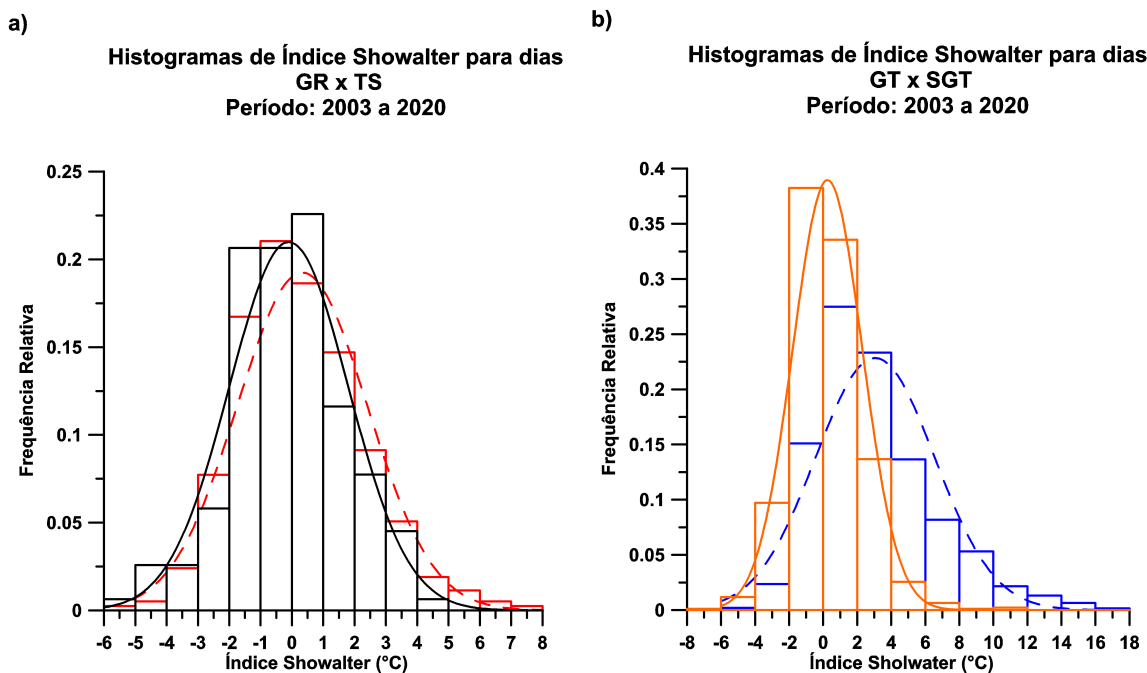 a)
Histogramas de Índice Showalter para dias
GR x TS
Período: 2003 a 2020
0.25
0.2
0.15
0.1
0.05
0
Frequência Relativa
-6 -5 -4 -3 -2 -1 0 1 2 3 4 5 6 7 8
Índice Showalter (°C)
b)
Histogramas de Índice Showalter para dias
GT x SGT
Período: 2003 a 2020
0.4
0.35
0.3
0.25
0.2
0.15
0.1
0.05
0
Frequência Relativa
-8 -6 -4 -2 0 2 4 6 8 10 12 14 16 18
Índice Sholwater (°C)